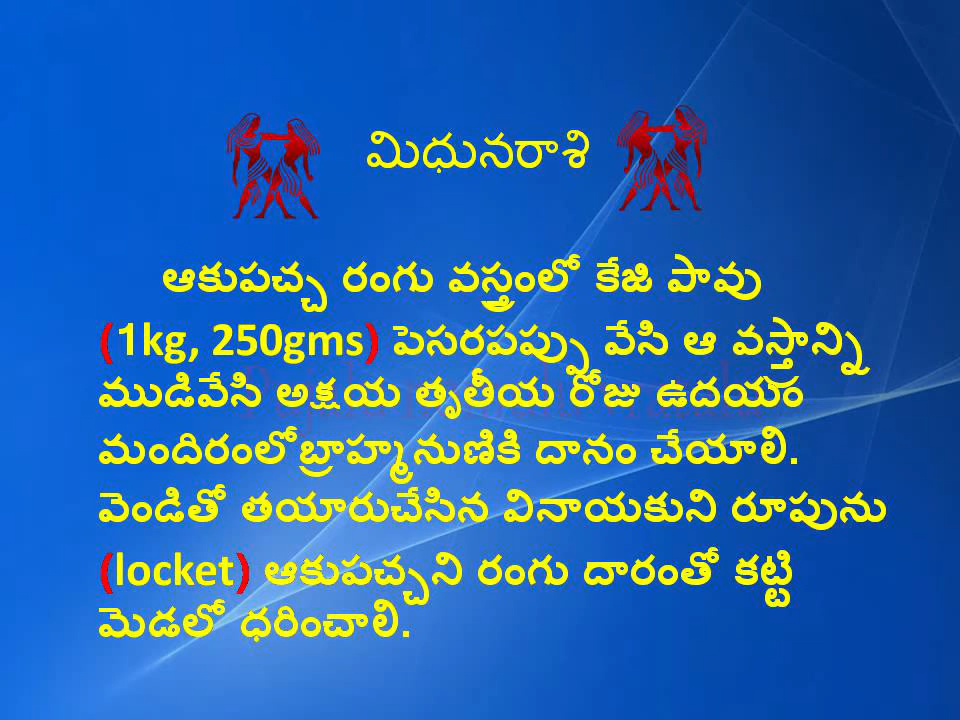 మిధునరాశి
ఆకుపచ్చ రంగు వస్త్రంలో కేజి పావు
(1kg, 250gms) పెసరపప్పు వేసి ఆ వస్త్రాన్ని
ముడివేసి అక్షయ తృతీయ రోజు ఉదయం
మందిరంలోబ్రాహ్మనుణికి దానం చేయాలి.
వెండితో తయారుచేసిన వినాయకుని రూపును
(locket) ఆకుపచ్చని రంగు దారంతో కట్టి
మెడలో ధరించాలి.